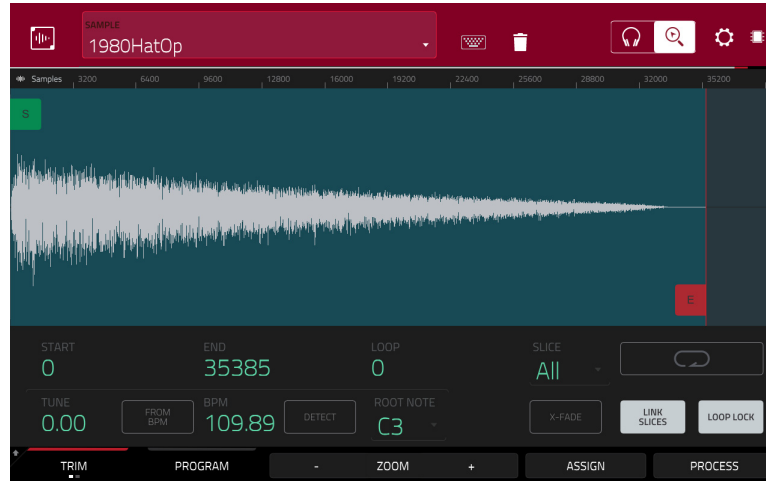 SAMPLE
1980HatOp
Samples 3200 6400 9600 12800 16000 19200 22400 25600 28800 32000 35200
S
E
START END LOOP SLICE
0 35385 0 All
TUNE BPM ROOT NOTE
0.00 FROM BPM 109.89 DETECT C3 X-FADE LINK SLICES LOOP LOCK
TRIM PROGRAM - ZOOM + ASSIGN PROCESS